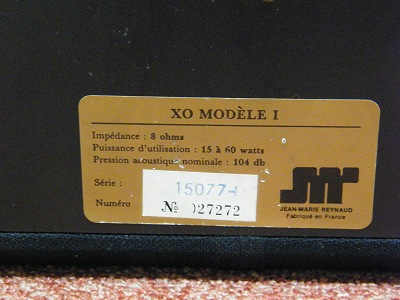 XO MODÈLE I
Impédance : 8 ohms
Puissance d'utilisation : 15 à 60 watts
Pression acoustique nominale : 104 db
Série : 15077-I
Numéro № 027272
JMR
JEAN-MARIE REYNAUD
Fabriqué en France